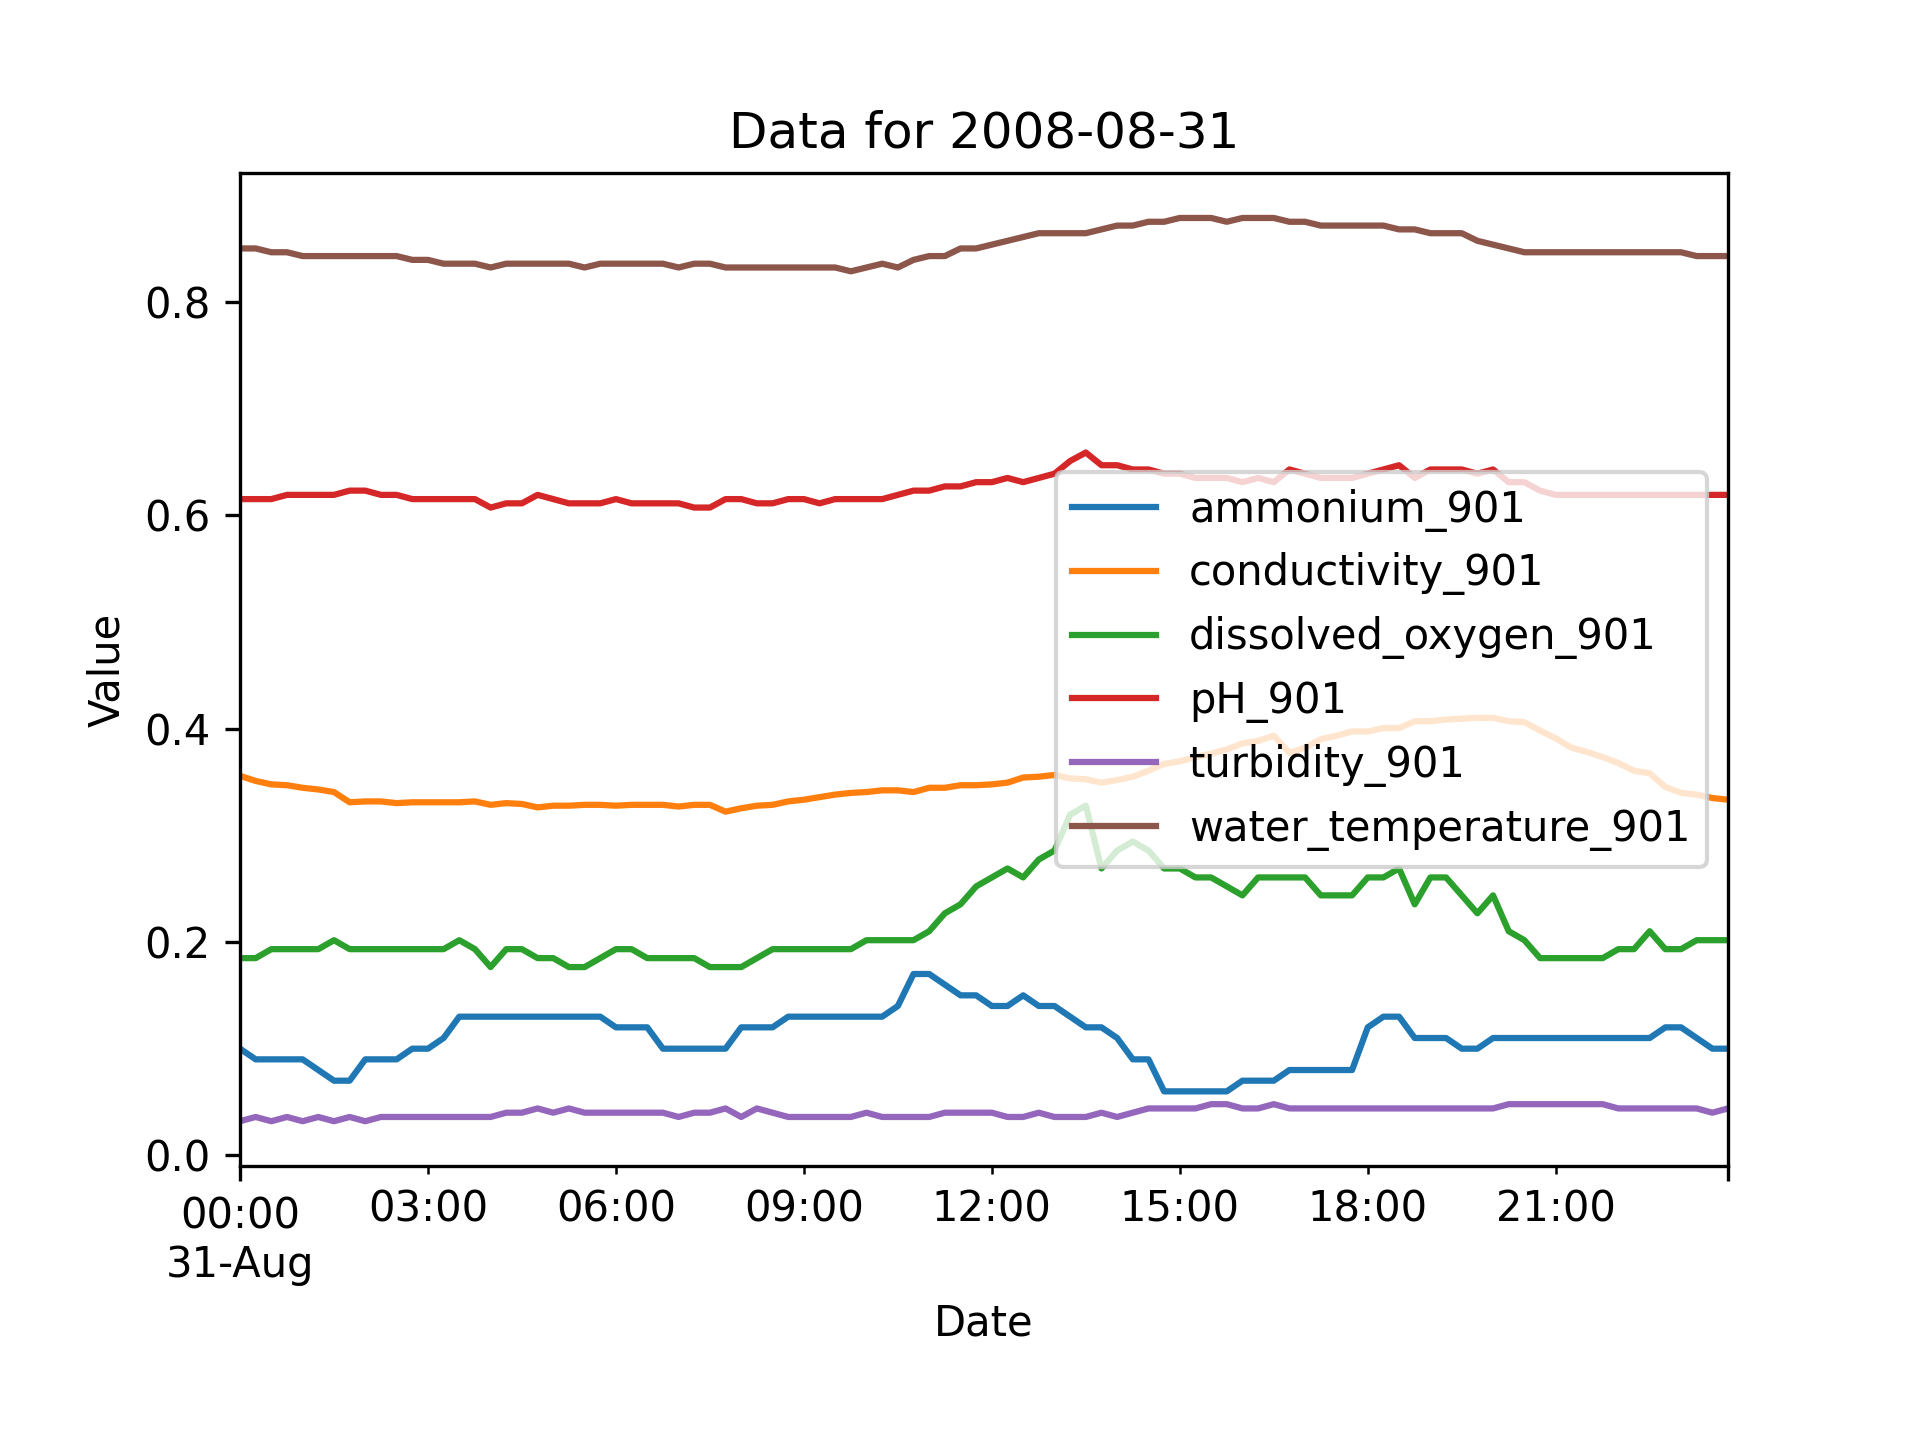 Data for 2008-08-31
Value
0.8
0.6
0.4
0.2
0.0
ammonium_901
conductivity_901
dissolved_oxygen_901
pH_901
turbidity_901
water_temperature_901
00:00 03:00 06:00 09:00 12:00 15:00 18:00 21:00
31-Aug
Date